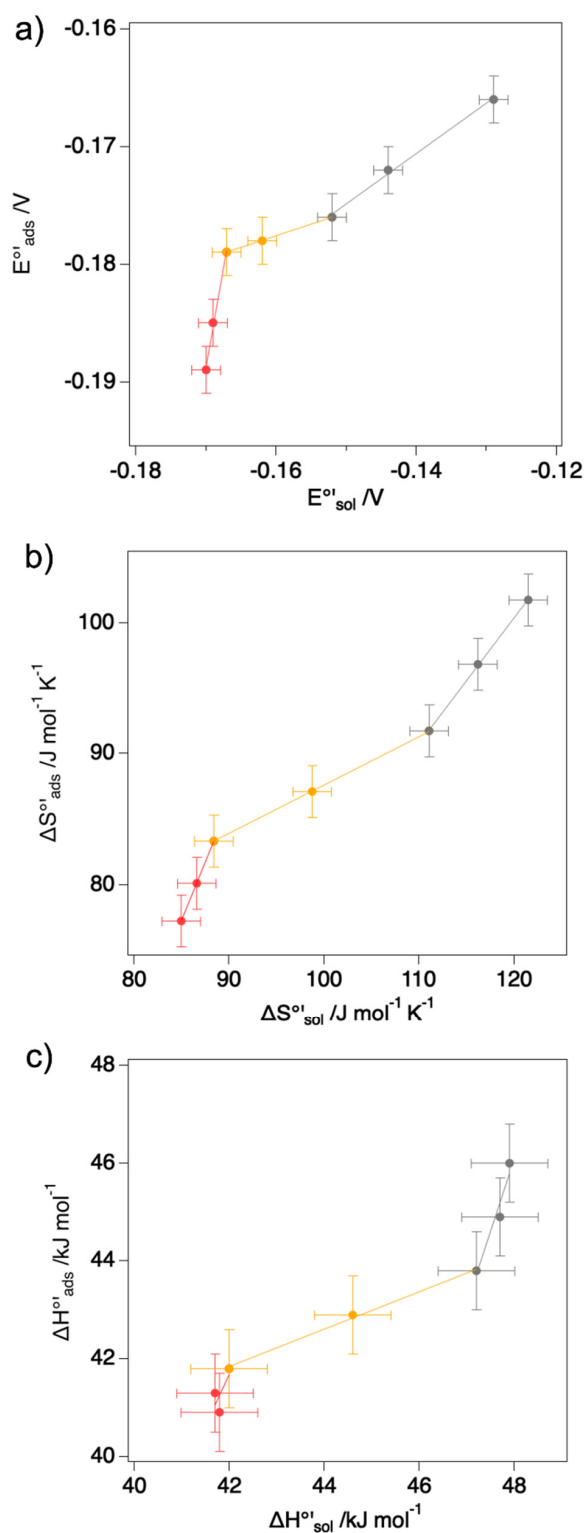 a)
-0.16
-0.17
-0.18
-0.19
E°'ads /V
-0.18 -0.16 -0.14 -0.12
E°'sol /V
b)
100
90
80
ΔS°'ads /J mol⁻¹ K⁻¹
80 90 100 110 120
ΔS°'sol /J mol⁻¹ K⁻¹
c)
48
46
44
42
40
ΔH°'ads /kJ mol⁻¹
40 42 44 46 48
ΔH°'sol /kJ mol⁻¹